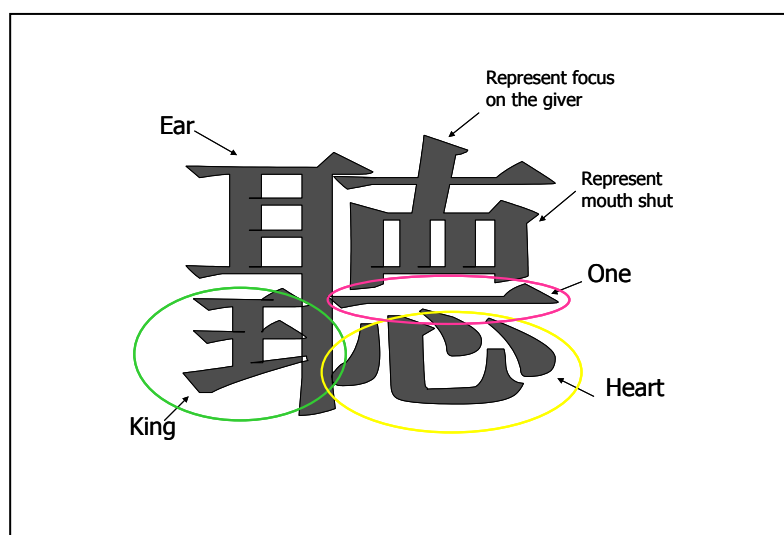 Represent focus
on the giver
Ear
聽
Represent
mouth shut
One
Heart
King